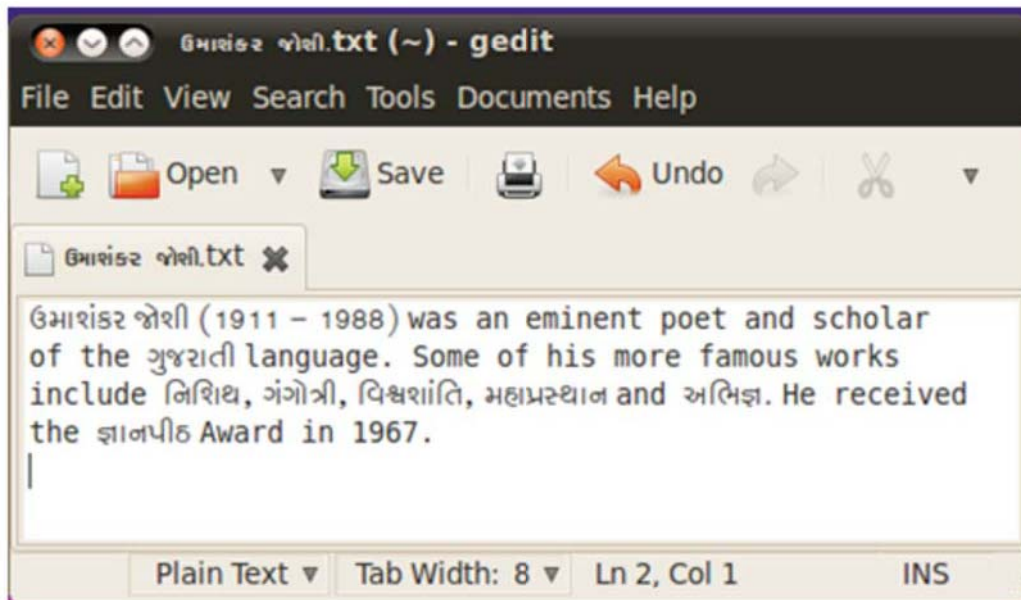 ઉમાશંકર જોશી.txt (~) - gedit
File Edit View Search Tools Documents Help
Open Save Undo
ઉમાશંકર જોશી.txt
ઉમાશંકર જોશી (1911 – 1988) was an eminent poet and scholar
of the ગુજરાતી language. Some of his more famous works
include નિશિથ, ગંગોત્રી, વિશ્વશાંતિ, મહાપ્રસ્થાન and અભિજ્ઞ. He received
the જ્ઞાનપીઠ Award in 1967.
Plain Text Tab Width: 8 Ln 2, Col 1 INS